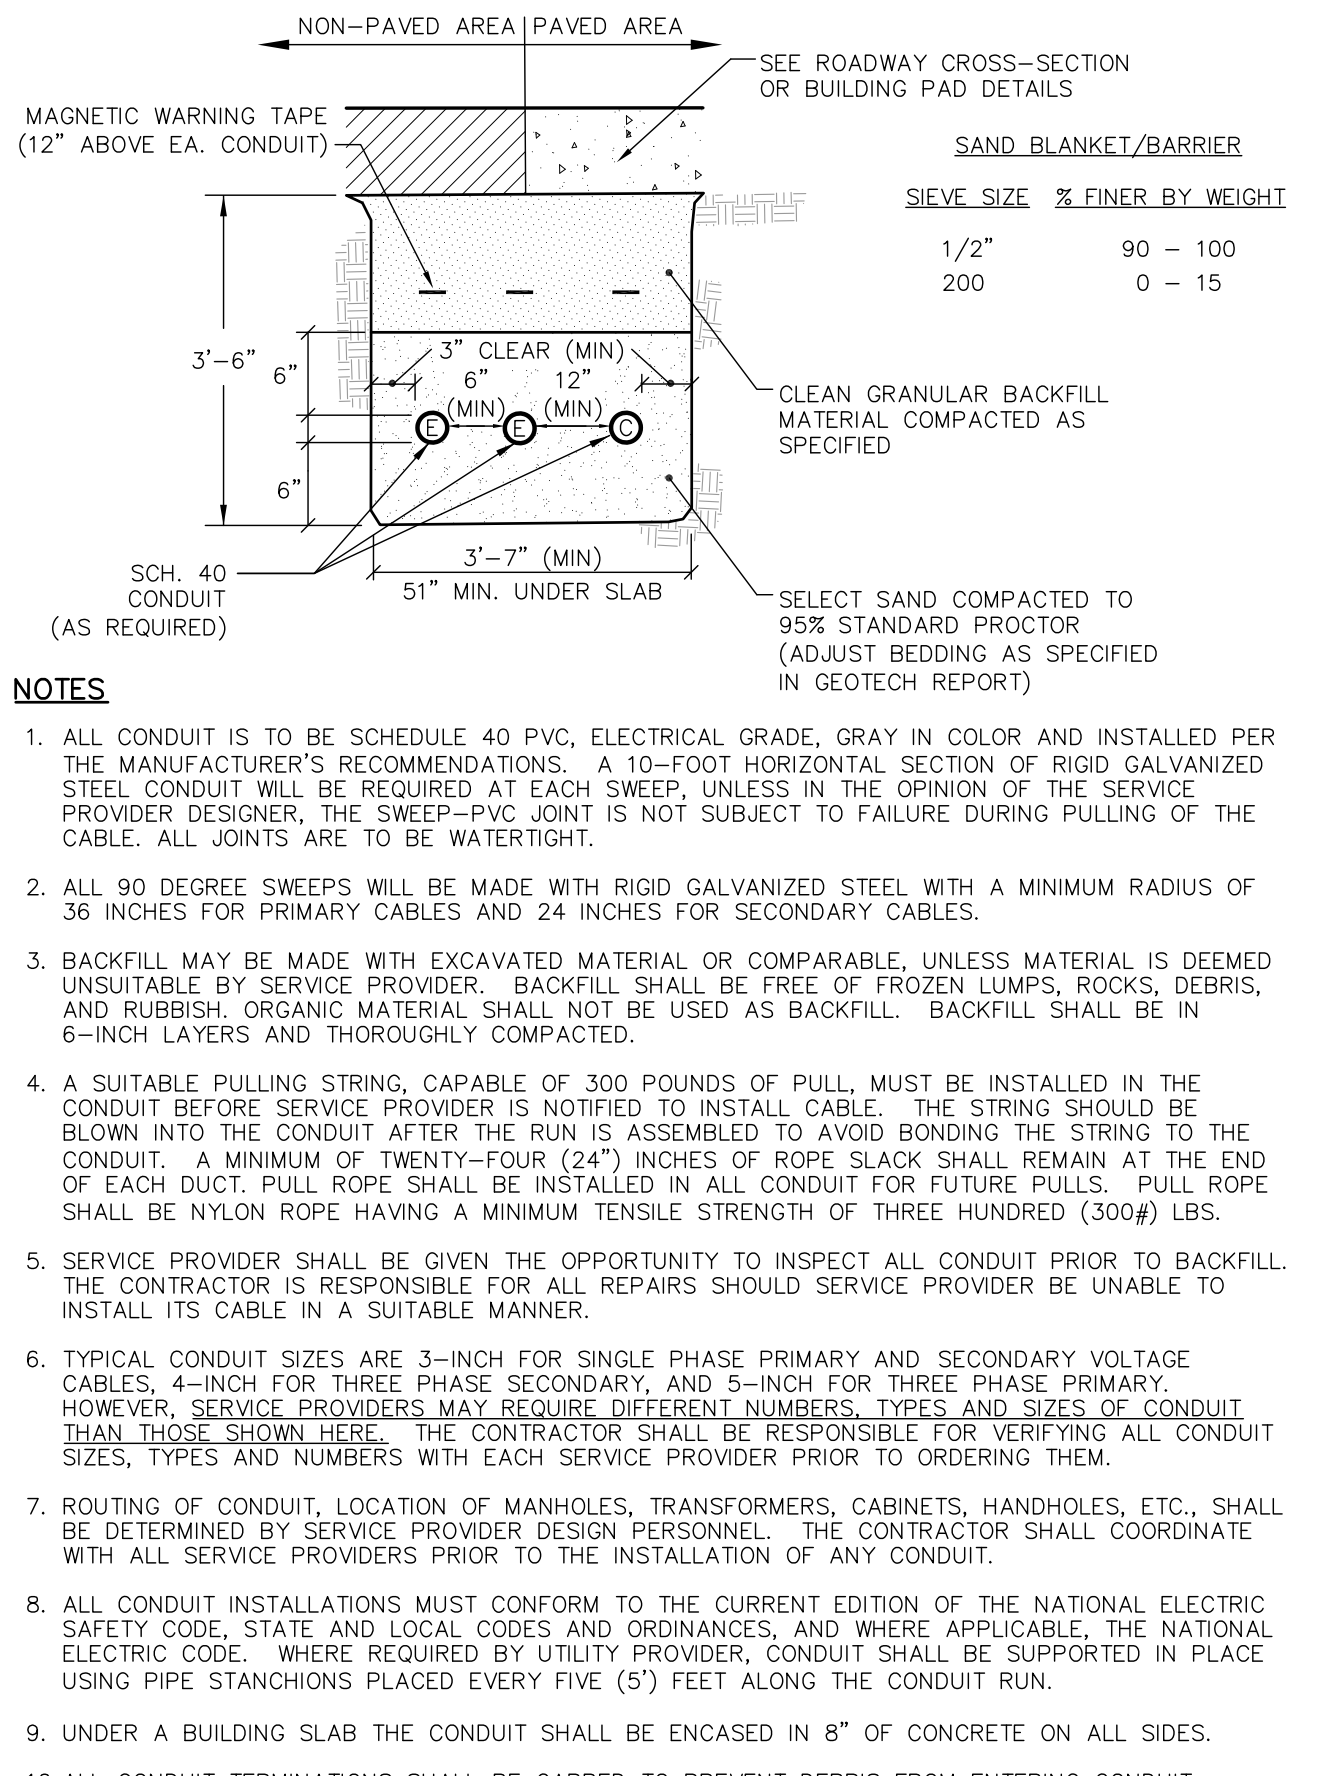 NON-PAVED AREA PAVED AREA
SEE ROADWAY CROSS-SECTION
OR BUILDING PAD DETAILS
MAGNETIC WARNING TAPE
(12" ABOVE EA. CONDUIT)
SAND BLANKET/BARRIER
SIEVE SIZE % FINER BY WEIGHT
1/2" 90 - 100
200 0 - 15
3'-6"
6"
3" CLEAR (MIN)
6" 12"
(MIN) (MIN)
E E C
6"
CLEAN GRANULAR BACKFILL
MATERIAL COMPACTED AS
SPECIFIED
3'-7" (MIN)
51" MIN. UNDER SLAB
SCH. 40
CONDUIT
(AS REQUIRED)
SELECT SAND COMPACTED TO
95% STANDARD PROCTOR
(ADJUST BEDDING AS SPECIFIED
IN GEOTECH REPORT)
NOTES
1. ALL CONDUIT IS TO BE SCHEDULE 40 PVC, ELECTRICAL GRADE, GRAY IN COLOR AND INSTALLED PER
THE MANUFACTURER'S RECOMMENDATIONS. A 10-FOOT HORIZONTAL SECTION OF RIGID GALVANIZED
STEEL CONDUIT WILL BE REQUIRED AT EACH SWEEP, UNLESS IN THE OPINION OF THE SERVICE
PROVIDER DESIGNER, THE SWEEP-PVC JOINT IS NOT SUBJECT TO FAILURE DURING PULLING OF THE
CABLE. ALL JOINTS ARE TO BE WATERTIGHT.
2. ALL 90 DEGREE SWEEPS WILL BE MADE WITH RIGID GALVANIZED STEEL WITH A MINIMUM RADIUS OF
36 INCHES FOR PRIMARY CABLES AND 24 INCHES FOR SECONDARY CABLES.
3. BACKFILL MAY BE MADE WITH EXCAVATED MATERIAL OR COMPARABLE, UNLESS MATERIAL IS DEEMED
UNSUITABLE BY SERVICE PROVIDER. BACKFILL SHALL BE FREE OF FROZEN LUMPS, ROCKS, DEBRIS,
AND RUBBISH. ORGANIC MATERIAL SHALL NOT BE USED AS BACKFILL. BACKFILL SHALL BE IN
6-INCH LAYERS AND THOROUGHLY COMPACTED.
4. A SUITABLE PULLING STRING, CAPABLE OF 300 POUNDS OF PULL, MUST BE INSTALLED IN THE
CONDUIT BEFORE SERVICE PROVIDER IS NOTIFIED TO INSTALL CABLE. THE STRING SHOULD BE
BLOWN INTO THE CONDUIT AFTER THE RUN IS ASSEMBLED TO AVOID BONDING THE STRING TO THE
CONDUIT. A MINIMUM OF TWENTY-FOUR (24") INCHES OF ROPE SLACK SHALL REMAIN AT THE END
OF EACH DUCT. PULL ROPE SHALL BE INSTALLED IN ALL CONDUIT FOR FUTURE PULLS. PULL ROPE
SHALL BE NYLON ROPE HAVING A MINIMUM TENSILE STRENGTH OF THREE HUNDRED (300#) LBS.
5. SERVICE PROVIDER SHALL BE GIVEN THE OPPORTUNITY TO INSPECT ALL CONDUIT PRIOR TO BACKFILL.
THE CONTRACTOR IS RESPONSIBLE FOR ALL REPAIRS SHOULD SERVICE PROVIDER BE UNABLE TO
INSTALL ITS CABLE IN A SUITABLE MANNER.
6. TYPICAL CONDUIT SIZES ARE 3-INCH FOR SINGLE PHASE PRIMARY AND SECONDARY VOLTAGE
CABLES, 4-INCH FOR THREE PHASE SECONDARY, AND 5-INCH FOR THREE PHASE PRIMARY.
HOWEVER, SERVICE PROVIDERS MAY REQUIRE DIFFERENT NUMBERS, TYPES AND SIZES OF CONDUIT
THAN THOSE SHOWN HERE. THE CONTRACTOR SHALL BE RESPONSIBLE FOR VERIFYING ALL CONDUIT
SIZES, TYPES AND NUMBERS WITH EACH SERVICE PROVIDER PRIOR TO ORDERING THEM.
7. ROUTING OF CONDUIT, LOCATION OF MANHOLES, TRANSFORMERS, CABINETS, HANDHOLES, ETC., SHALL
BE DETERMINED BY SERVICE PROVIDER DESIGN PERSONNEL. THE CONTRACTOR SHALL COORDINATE
WITH ALL SERVICE PROVIDERS PRIOR TO THE INSTALLATION OF ANY CONDUIT.
8. ALL CONDUIT INSTALLATIONS MUST CONFORM TO THE CURRENT EDITION OF THE NATIONAL ELECTRIC
SAFETY CODE, STATE AND LOCAL CODES AND ORDINANCES, AND WHERE APPLICABLE, THE NATIONAL
ELECTRIC CODE. WHERE REQUIRED BY UTILITY PROVIDER, CONDUIT SHALL BE SUPPORTED IN PLACE
USING PIPE STANCHIONS PLACED EVERY FIVE (5') FEET ALONG THE CONDUIT RUN.
9. UNDER A BUILDING SLAB THE CONDUIT SHALL BE ENCASED IN 8" OF CONCRETE ON ALL SIDES.